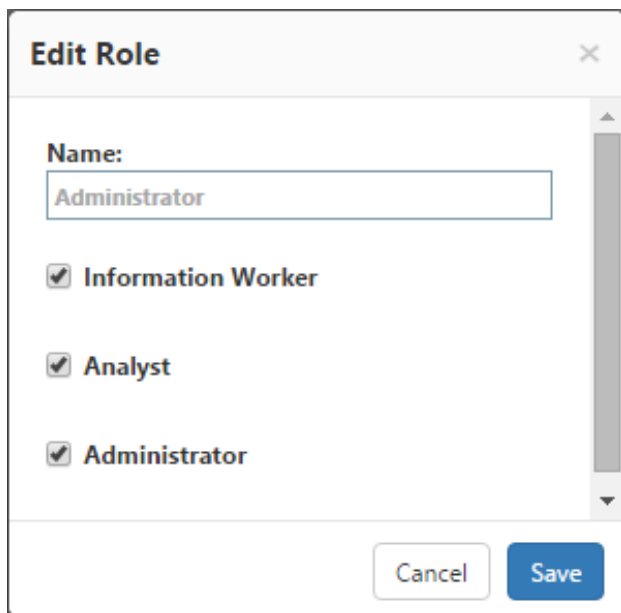 Edit Role
Name:
Administrator
Information Worker
Analyst
Administrator
Cancel Save